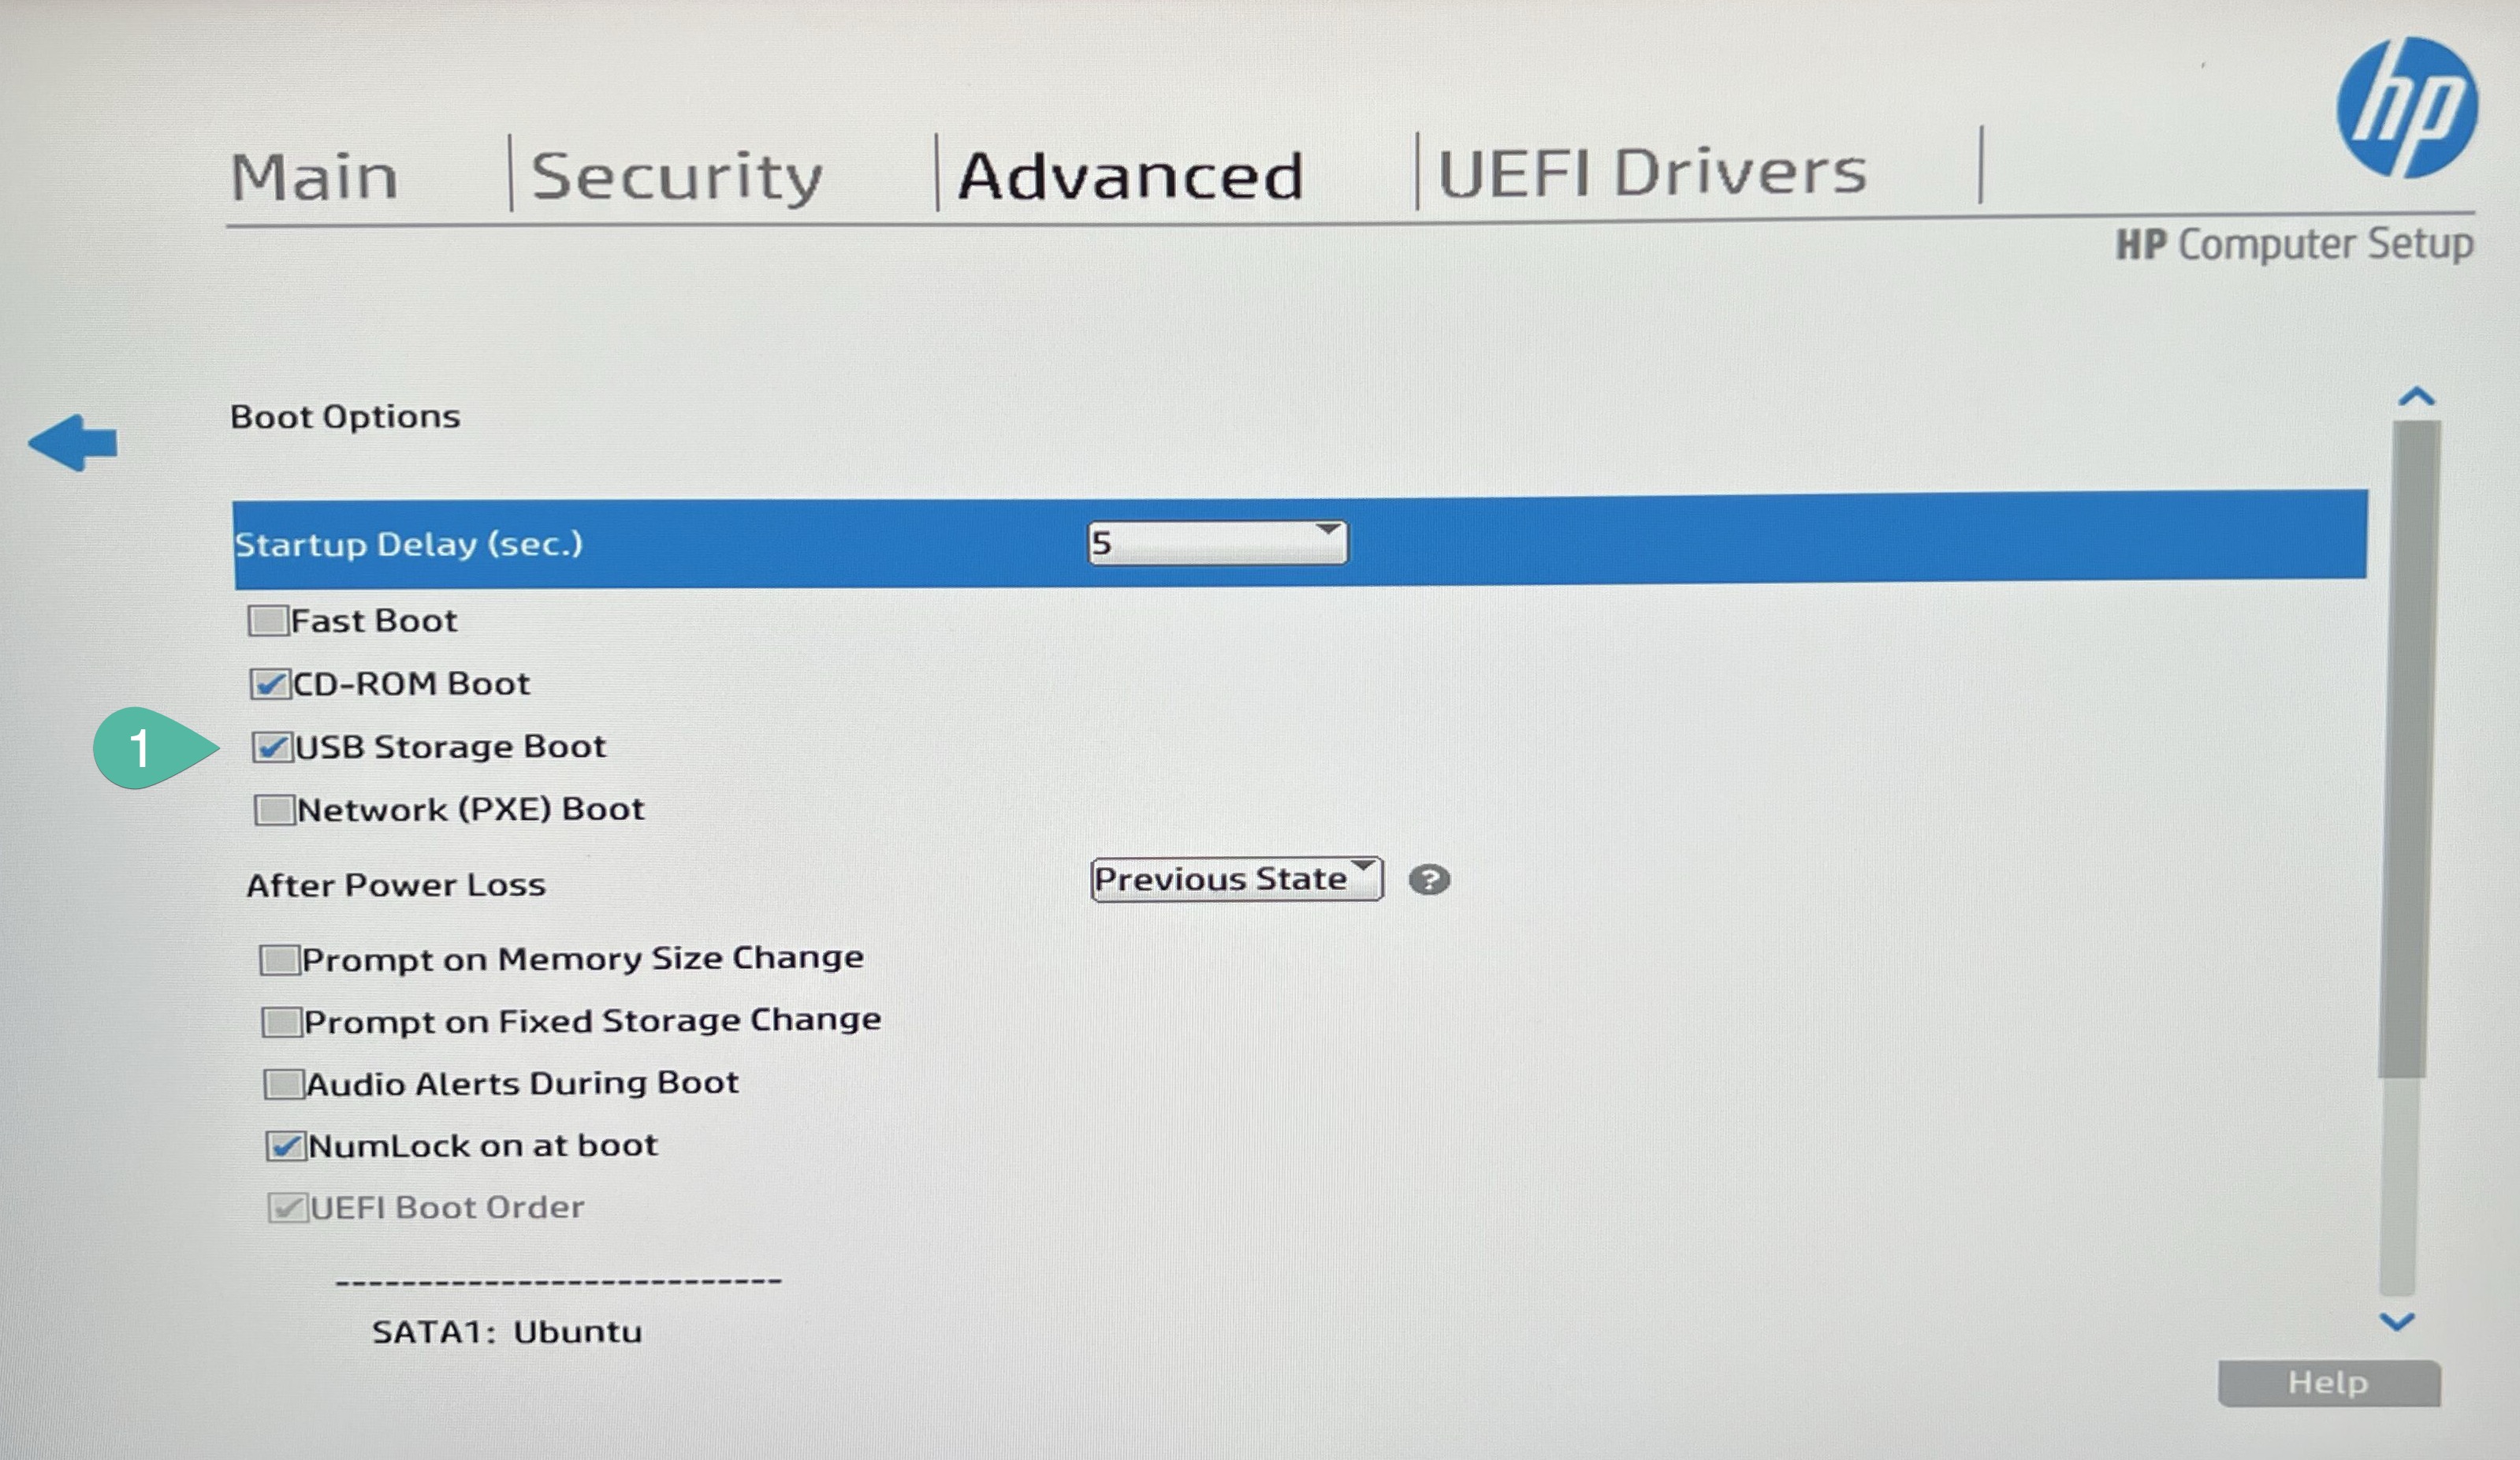 hp
Main Security Advanced UEFI Drivers
HP Computer Setup
Boot Options
Startup Delay (sec.) 5
Fast Boot
CD-ROM Boot
1 USB Storage Boot
Network (PXE) Boot
After Power Loss Previous State ?
Prompt on Memory Size Change
Prompt on Fixed Storage Change
Audio Alerts During Boot
NumLock on at boot
UEFI Boot Order
---------------------------
SATA1: Ubuntu
Help